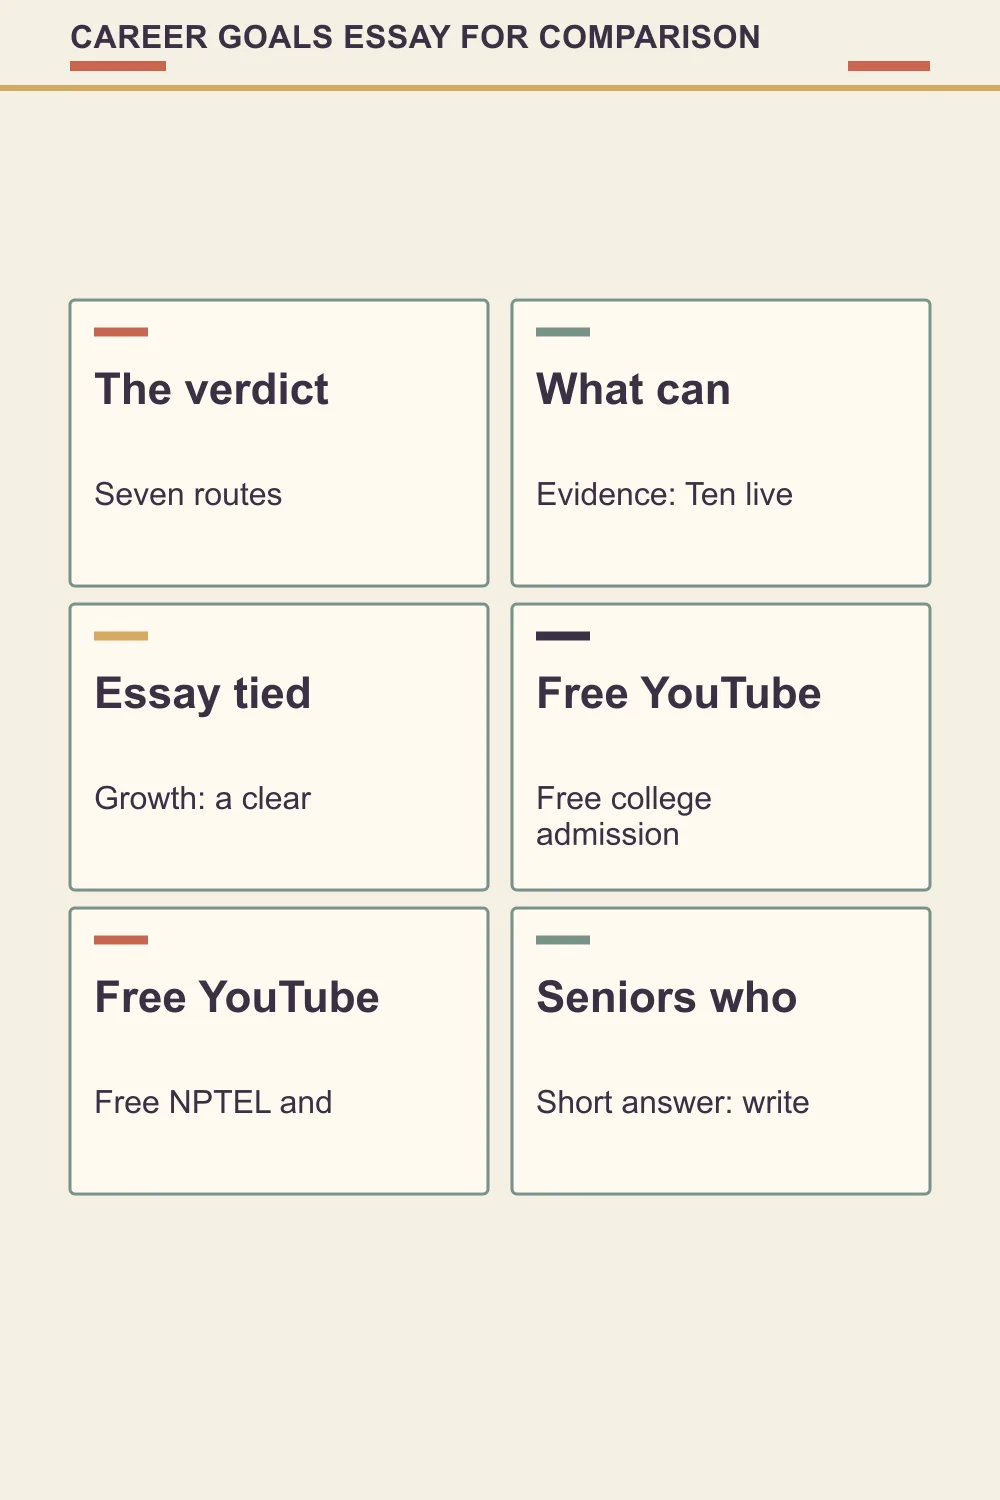 CAREER GOALS ESSAY FOR COMPARISON
The verdict
Seven routes
What can
Evidence: Ten live
Essay tied
Growth: a clear
Free YouTube
Free college
admission
Free YouTube
Free NPTEL and
Seniors who
Short answer: write